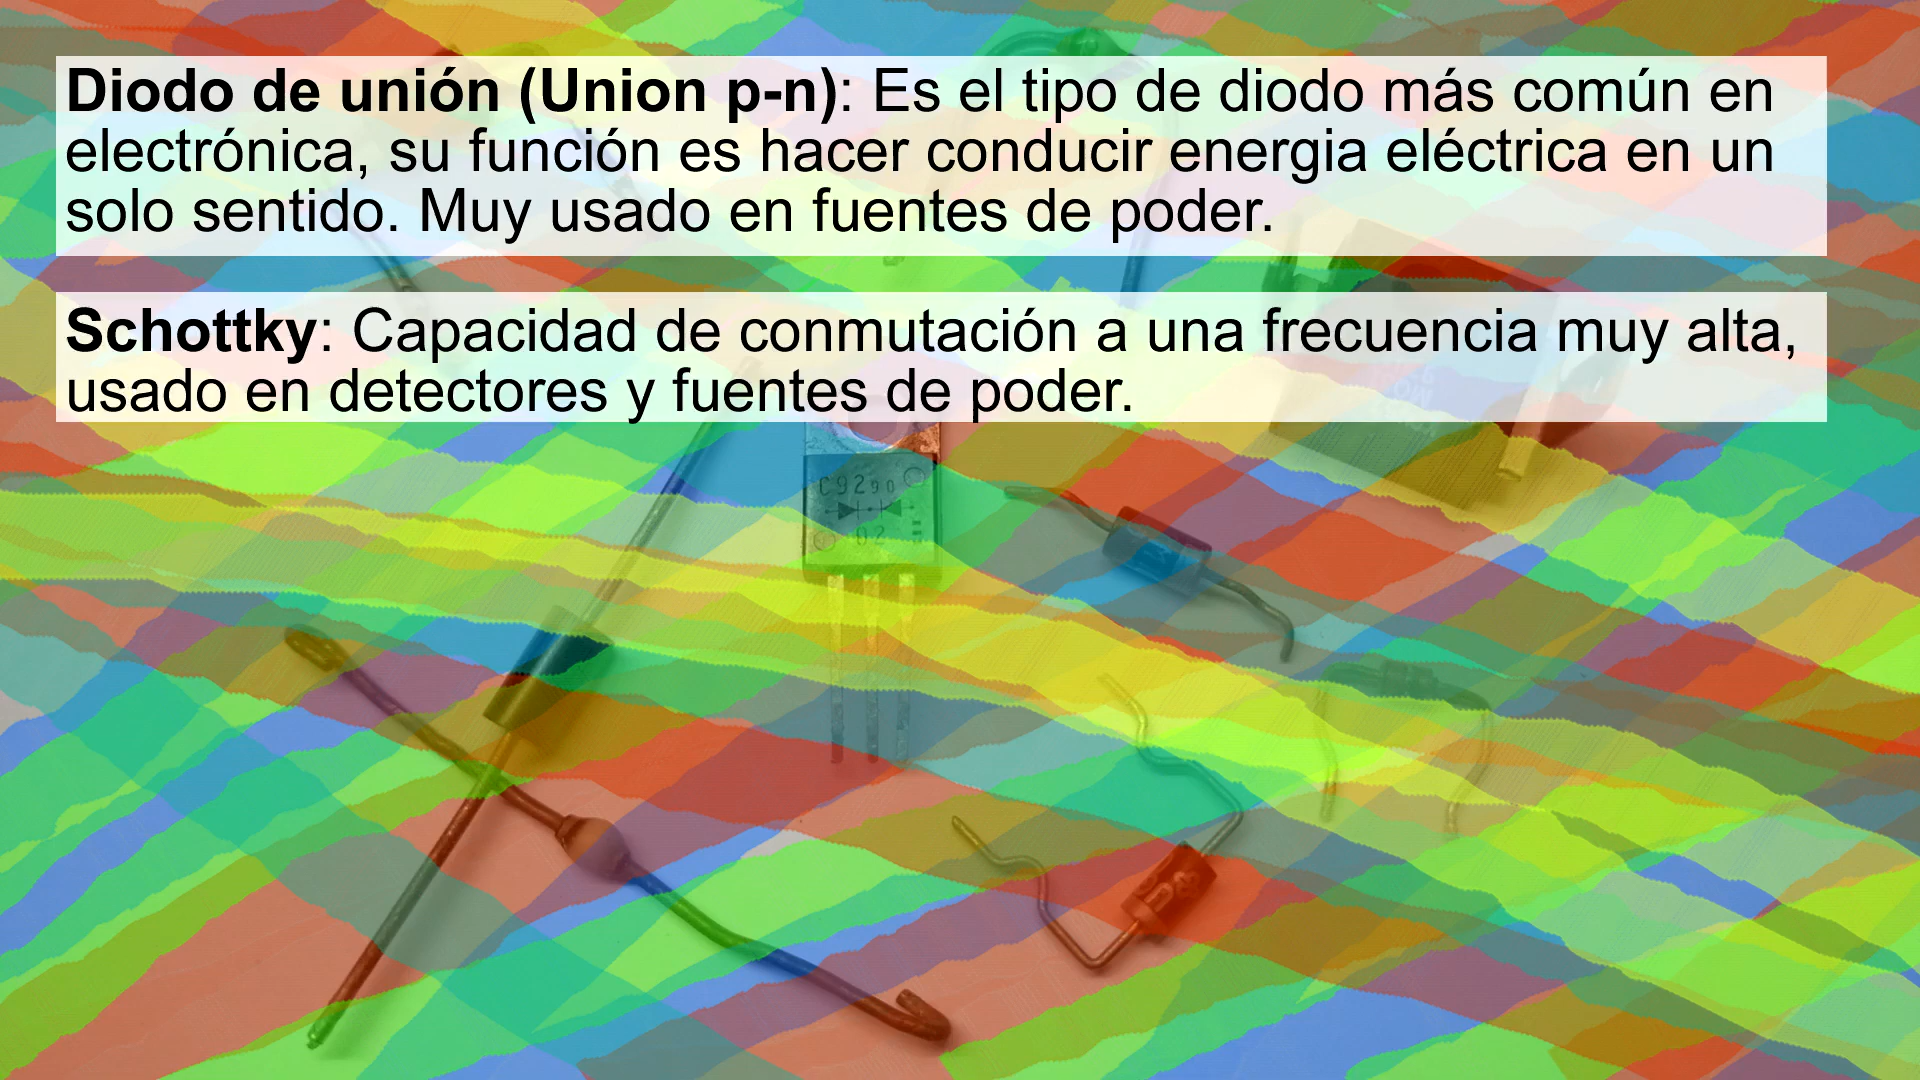 Diodo de unión (Union p-n): Es el tipo de diodo más común en
electrónica, su función es hacer conducir energia eléctrica en un
solo sentido. Muy usado en fuentes de poder.
Schottky: Capacidad de conmutación a una frecuencia muy alta,
usado en detectores y fuentes de poder.
C9290
02